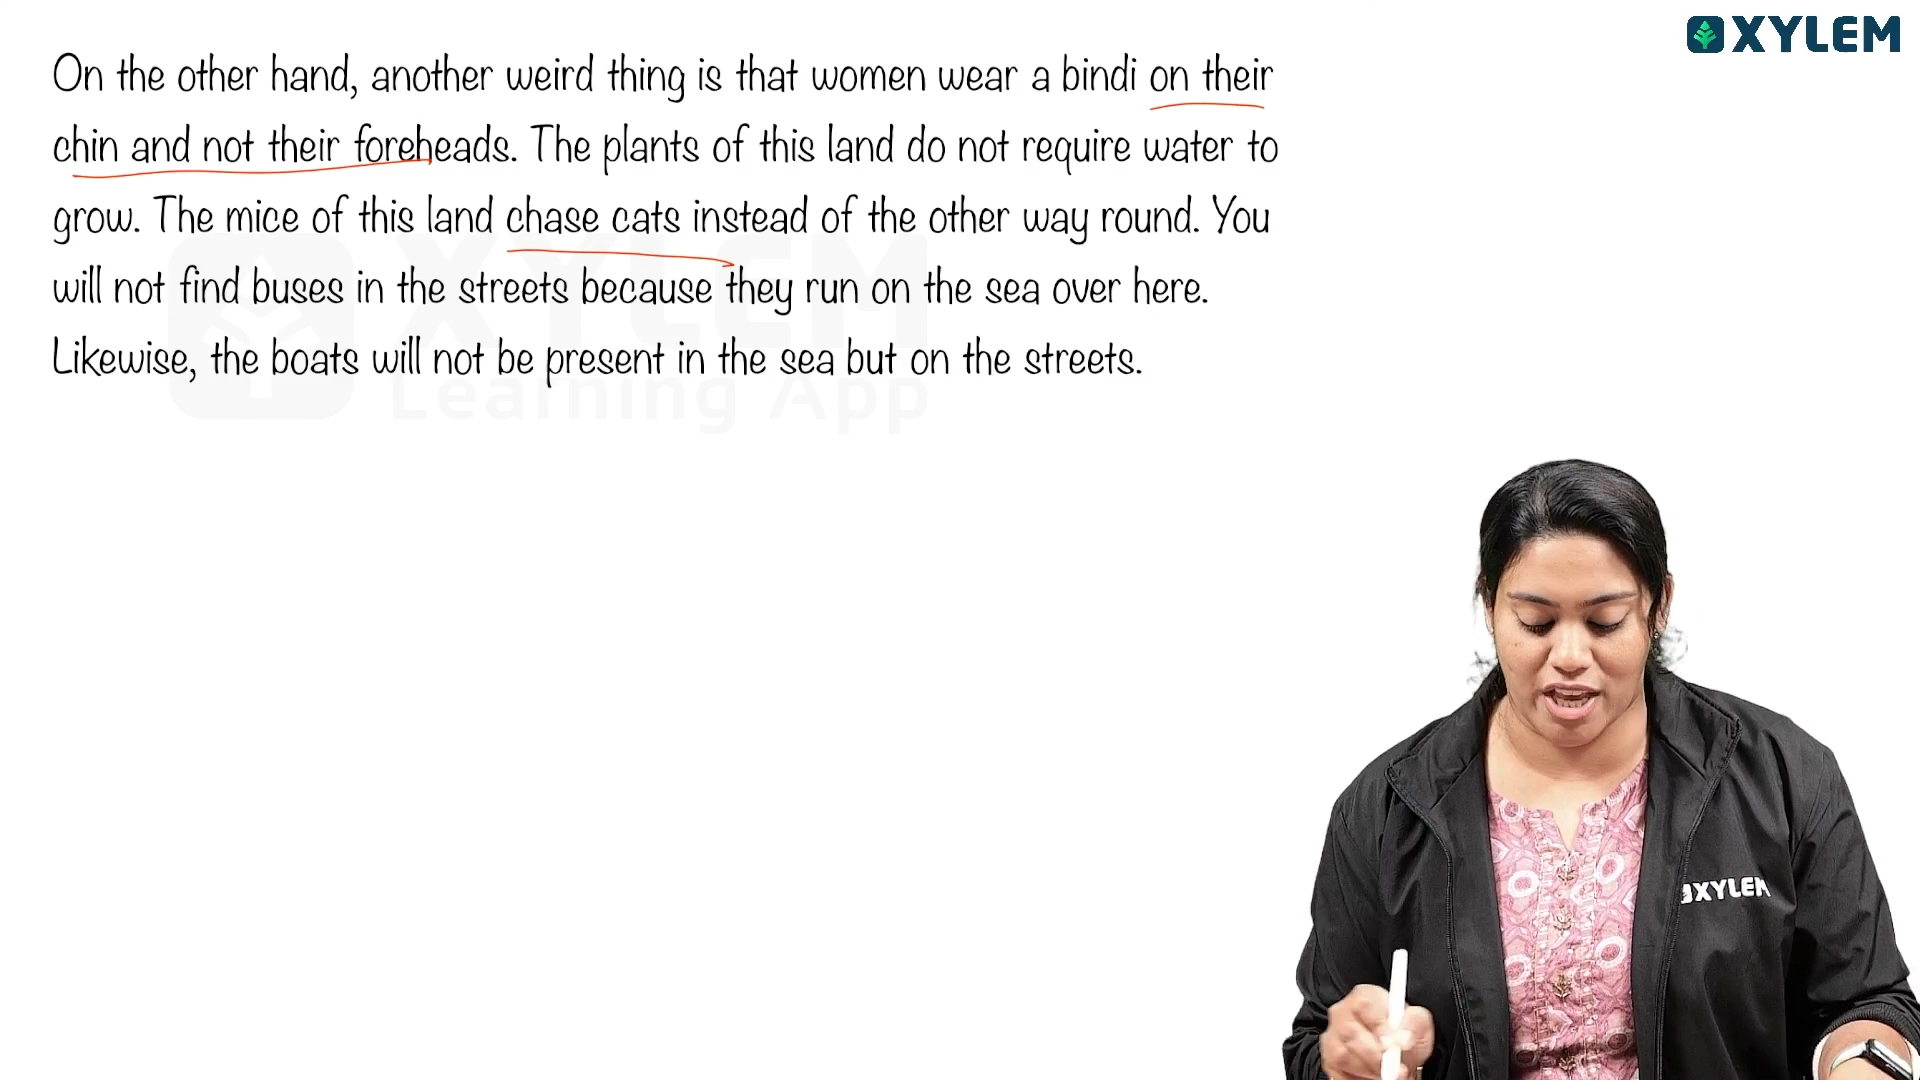 XYLEM
On the other hand, another weird thing is that women wear a bindi on their
chin and not their foreheads. The plants of this land do not require water to
grow. The mice of this land chase cats instead of the other way round. You
will not find buses in the streets because they run on the sea over here.
Likewise, the boats will not be present in the sea but on the streets.
XYLEM
Learning App
XYLEM